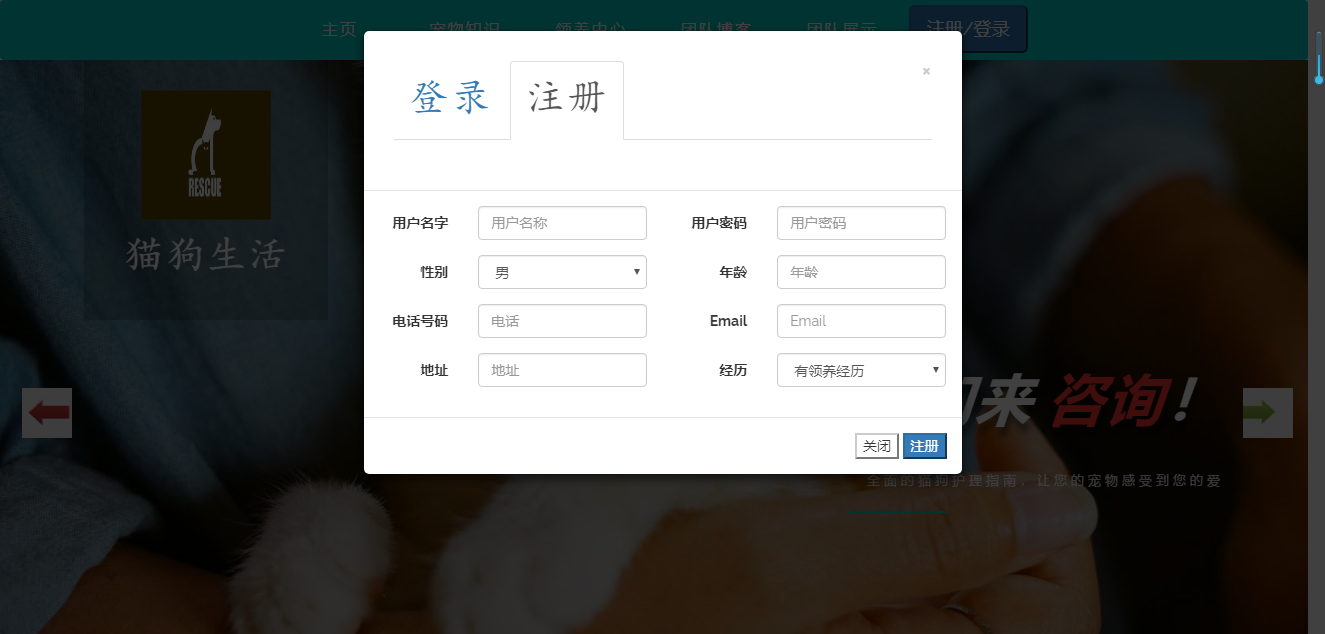 主页 宠物知识 领养中心 团队博客 团队展示 注册/登录
登录 注册 ×
RESCUE
猫狗生活
用户名字 用户名称 用户密码 用户密码
性别 男 年龄 年龄
电话号码 电话 Email Email
地址 地址 经历 有领养经历
来 咨询！
关闭 注册
全面的猫狗护理指南，让您的宠物感受到您的爱